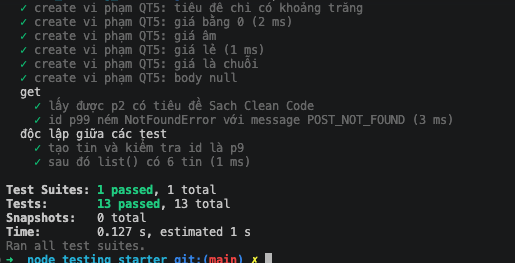 ✓ create vi phạm QT5: tiêu đề chỉ có khoảng trắng
✓ create vi phạm QT5: giá bằng 0 (2 ms)
✓ create vi phạm QT5: giá âm
✓ create vi phạm QT5: giá lẻ (1 ms)
✓ create vi phạm QT5: giá là chuỗi
✓ create vi phạm QT5: body null
get
✓ lấy được p2 có tiêu đề Sach Clean Code
✓ id p99 ném NotFoundError với message POST_NOT_FOUND (3 ms)
độc lập giữa các test
✓ tạo tin và kiểm tra id là p9
✓ sau đó list() có 6 tin (1 ms)
Test Suites: 1 passed, 1 total
Tests: 13 passed, 13 total
Snapshots: 0 total
Time: 0.127 s, estimated 1 s
Ran all test suites.
→ node_testing_starter git:(main) ✗